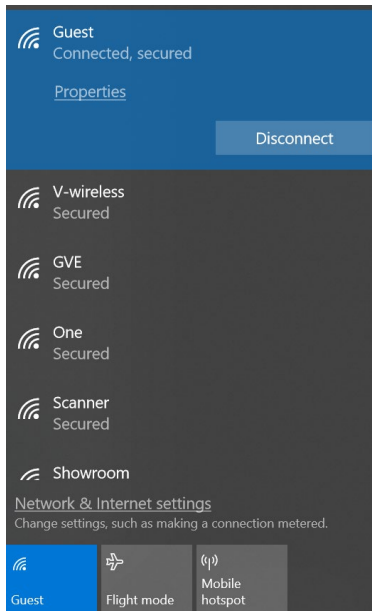 Guest
Connected, secured
Properties
Disconnect
V-wireless
Secured
GVE
Secured
One
Secured
Scanner
Secured
Showroom
Network & Internet settings
Change settings, such as making a connection metered.
Guest
Flight mode
Mobile
hotspot